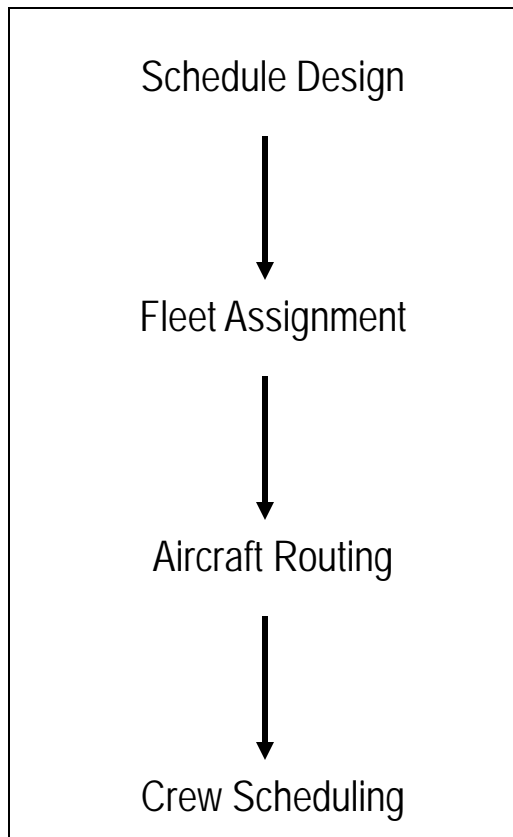 Schedule Design
Fleet Assignment
Aircraft Routing
Crew Scheduling